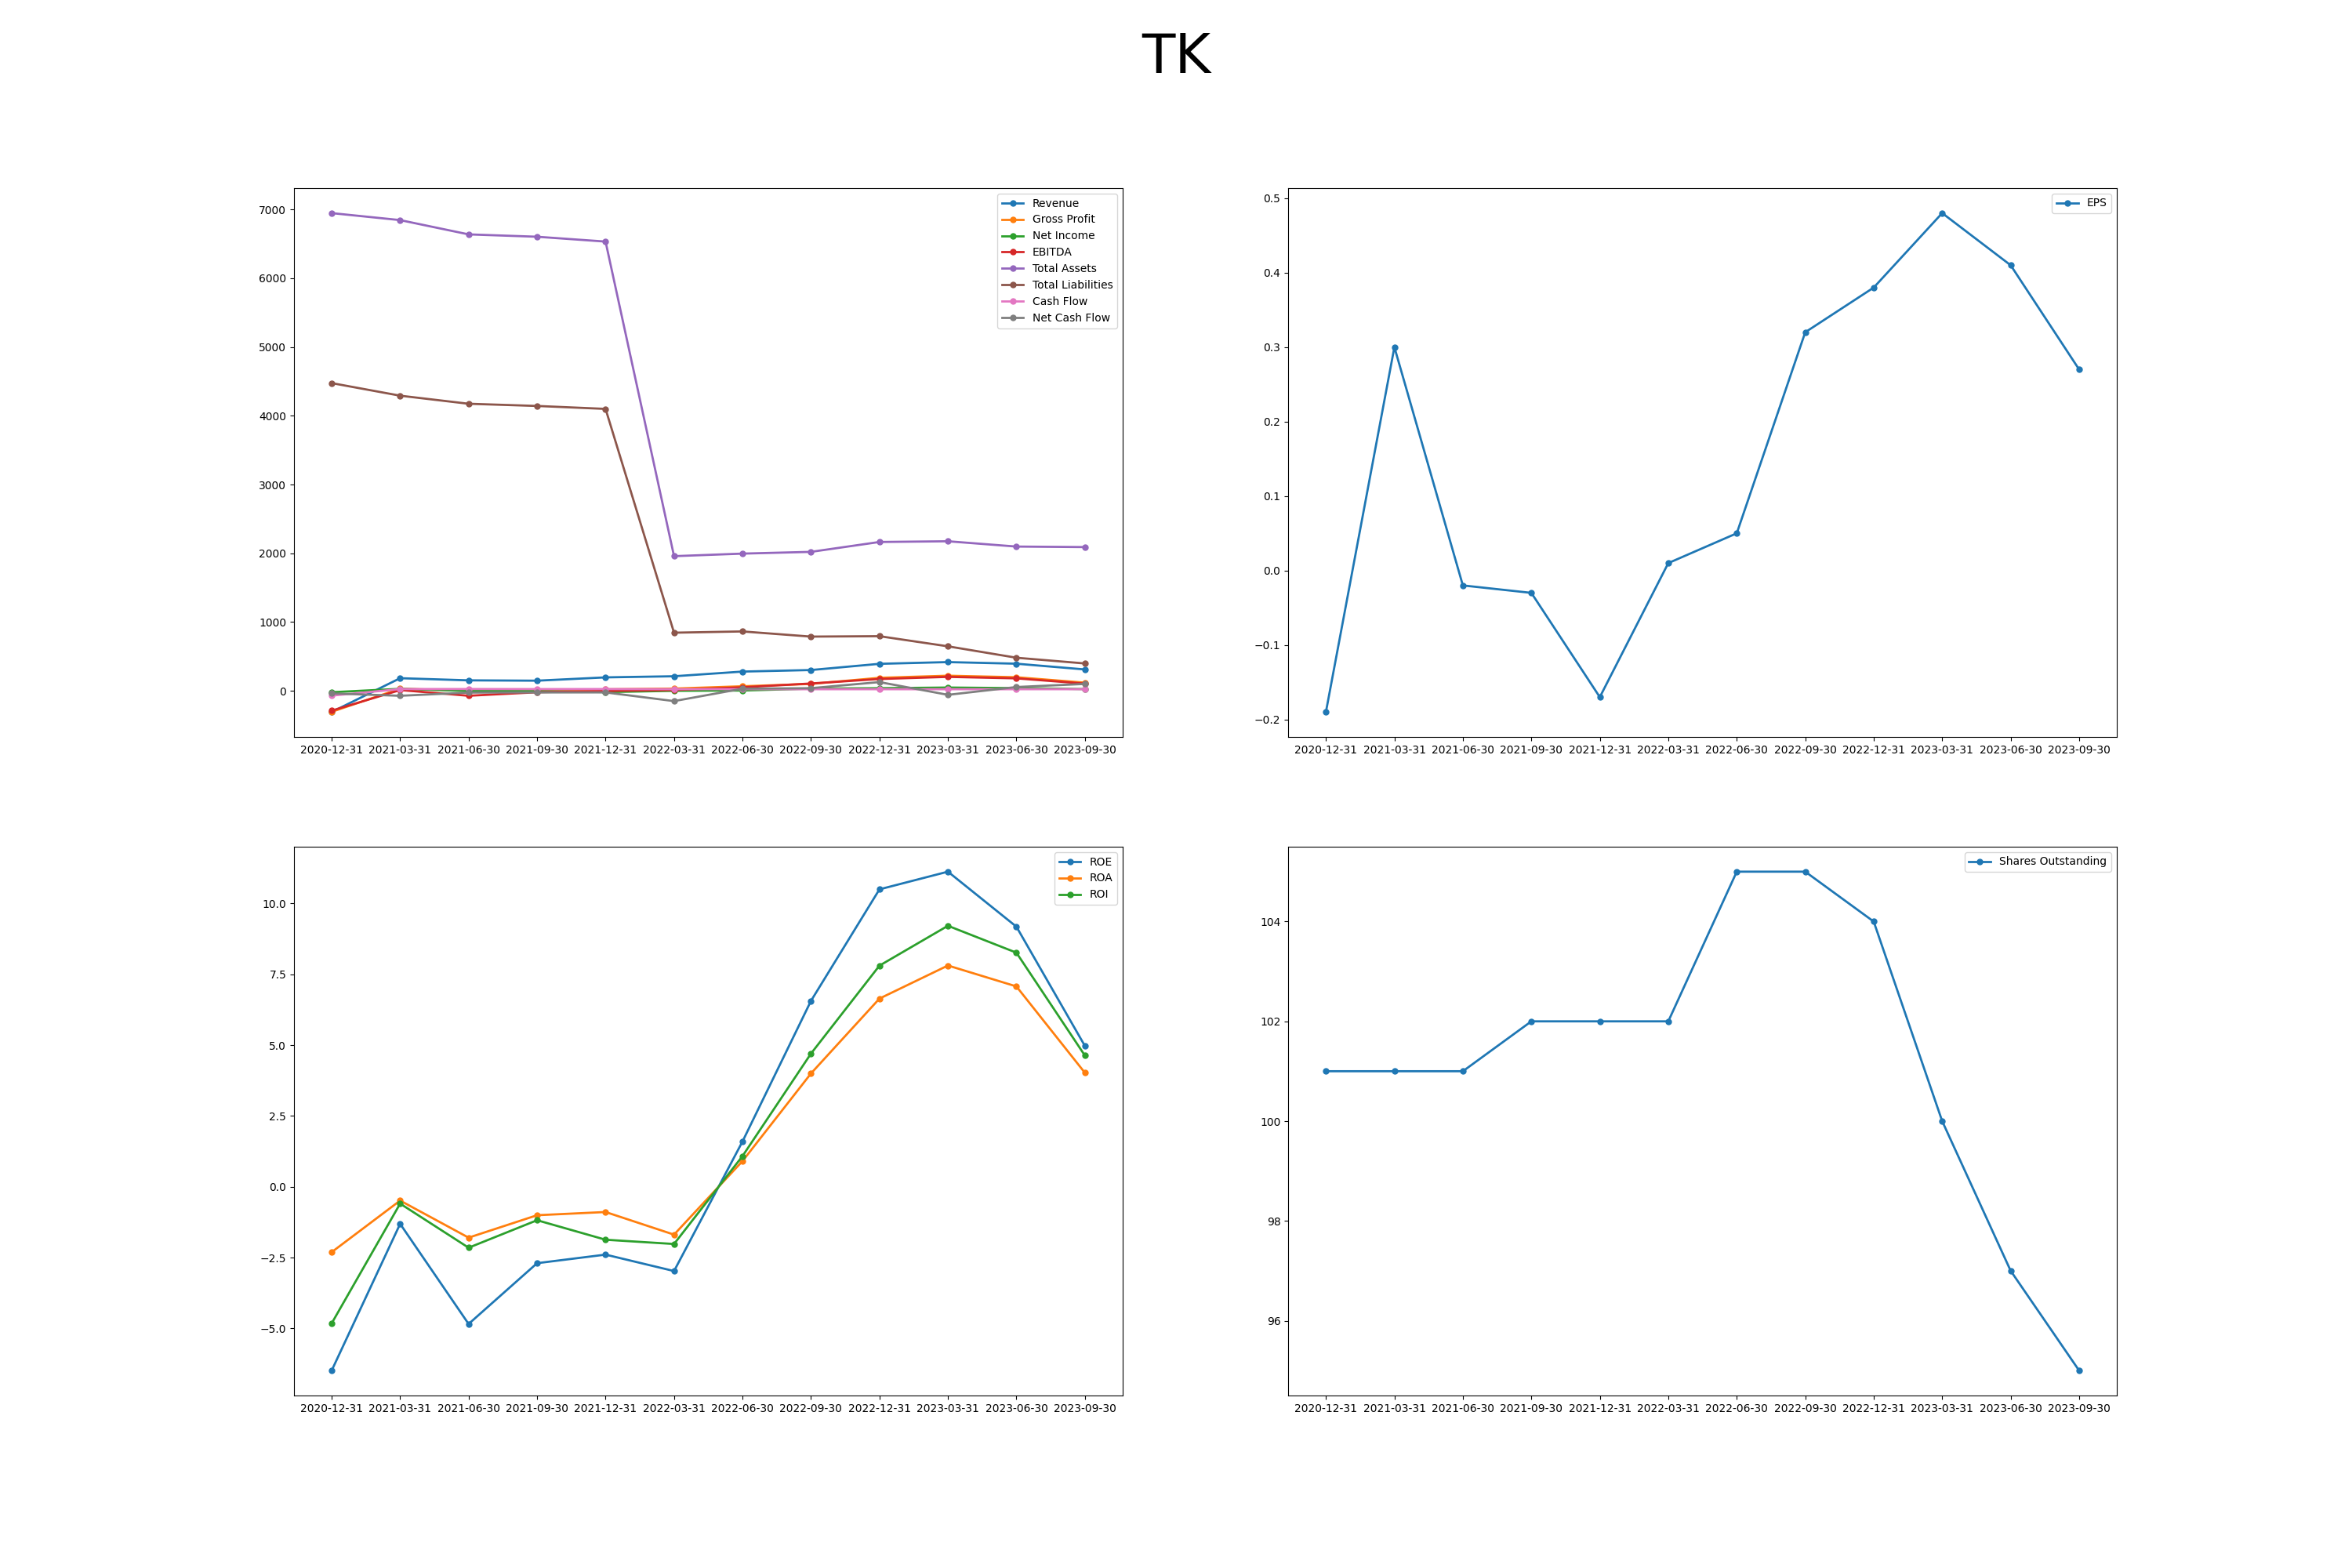 TK
7000
6000
5000
4000
3000
2000
1000
0
Revenue
Gross Profit
Net Income
EBITDA
Total Assets
Total Liabilities
Cash Flow
Net Cash Flow
2020-12-31 2021-03-31 2021-06-30 2021-09-30 2021-12-31 2022-03-31 2022-06-30 2022-09-30 2022-12-31 2023-03-31 2023-06-30 2023-09-30
0.5
0.4
0.3
0.2
0.1
0.0
−0.1
−0.2
EPS
2020-12-31 2021-03-31 2021-06-30 2021-09-30 2021-12-31 2022-03-31 2022-06-30 2022-09-30 2022-12-31 2023-03-31 2023-06-30 2023-09-30
10.0
7.5
5.0
2.5
0.0
−2.5
−5.0
ROE
ROA
ROI
2020-12-31 2021-03-31 2021-06-30 2021-09-30 2021-12-31 2022-03-31 2022-06-30 2022-09-30 2022-12-31 2023-03-31 2023-06-30 2023-09-30
104
102
100
98
96
Shares Outstanding
2020-12-31 2021-03-31 2021-06-30 2021-09-30 2021-12-31 2022-03-31 2022-06-30 2022-09-30 2022-12-31 2023-03-31 2023-06-30 2023-09-30